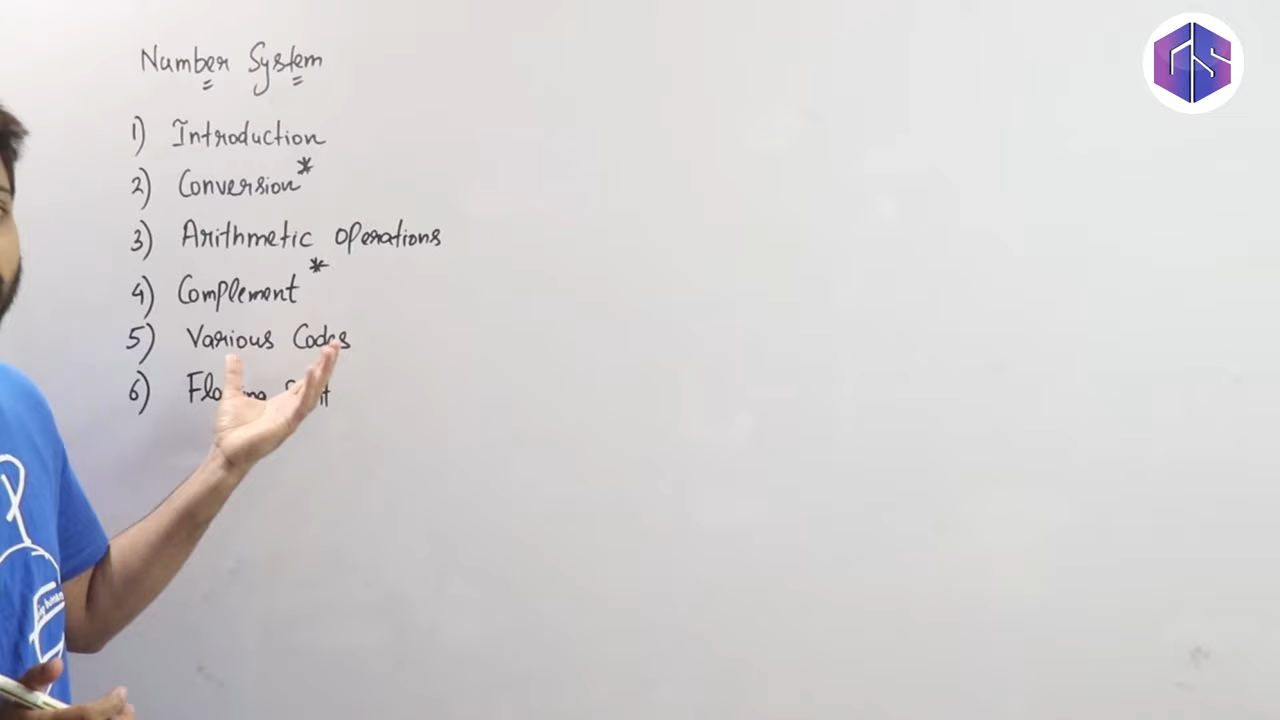 Number System
1) Introduction
2) Conversion*
3) Arithmetic Operations
4) Complement*
5) Various Codes
6)